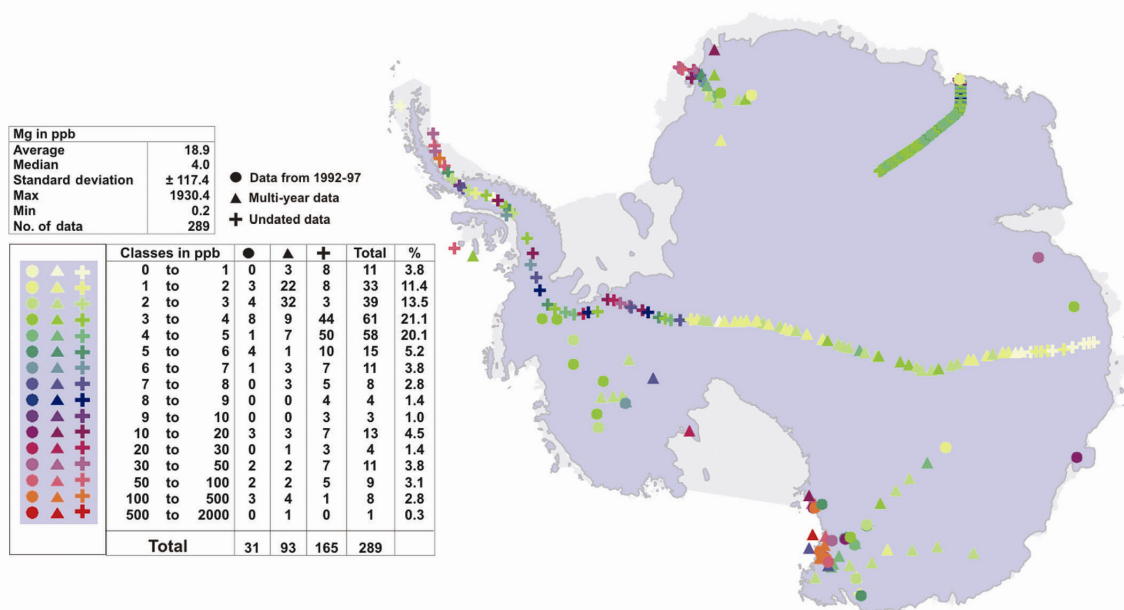 Mg in ppb
Average 18.9
Median 4.0
Standard deviation ± 117.4
Max 1930.4
Min 0.2
No. of data 289
Data from 1992-97
Multi-year data
Undated data
Classes in ppb Total %
0 to 1 0 3 8 11 3.8
1 to 2 3 22 8 33 11.4
2 to 3 4 32 3 39 13.5
3 to 4 8 9 44 61 21.1
4 to 5 1 7 50 58 20.1
5 to 6 4 1 10 15 5.2
6 to 7 1 3 7 11 3.8
7 to 8 0 3 5 8 2.8
8 to 9 0 0 4 4 1.4
9 to 10 0 0 3 3 1.0
10 to 20 3 3 7 13 4.5
20 to 30 0 1 3 4 1.4
30 to 50 2 2 7 11 3.8
50 to 100 2 2 5 9 3.1
100 to 500 3 4 1 8 2.8
500 to 2000 0 1 0 1 0.3
Total 31 93 165 289